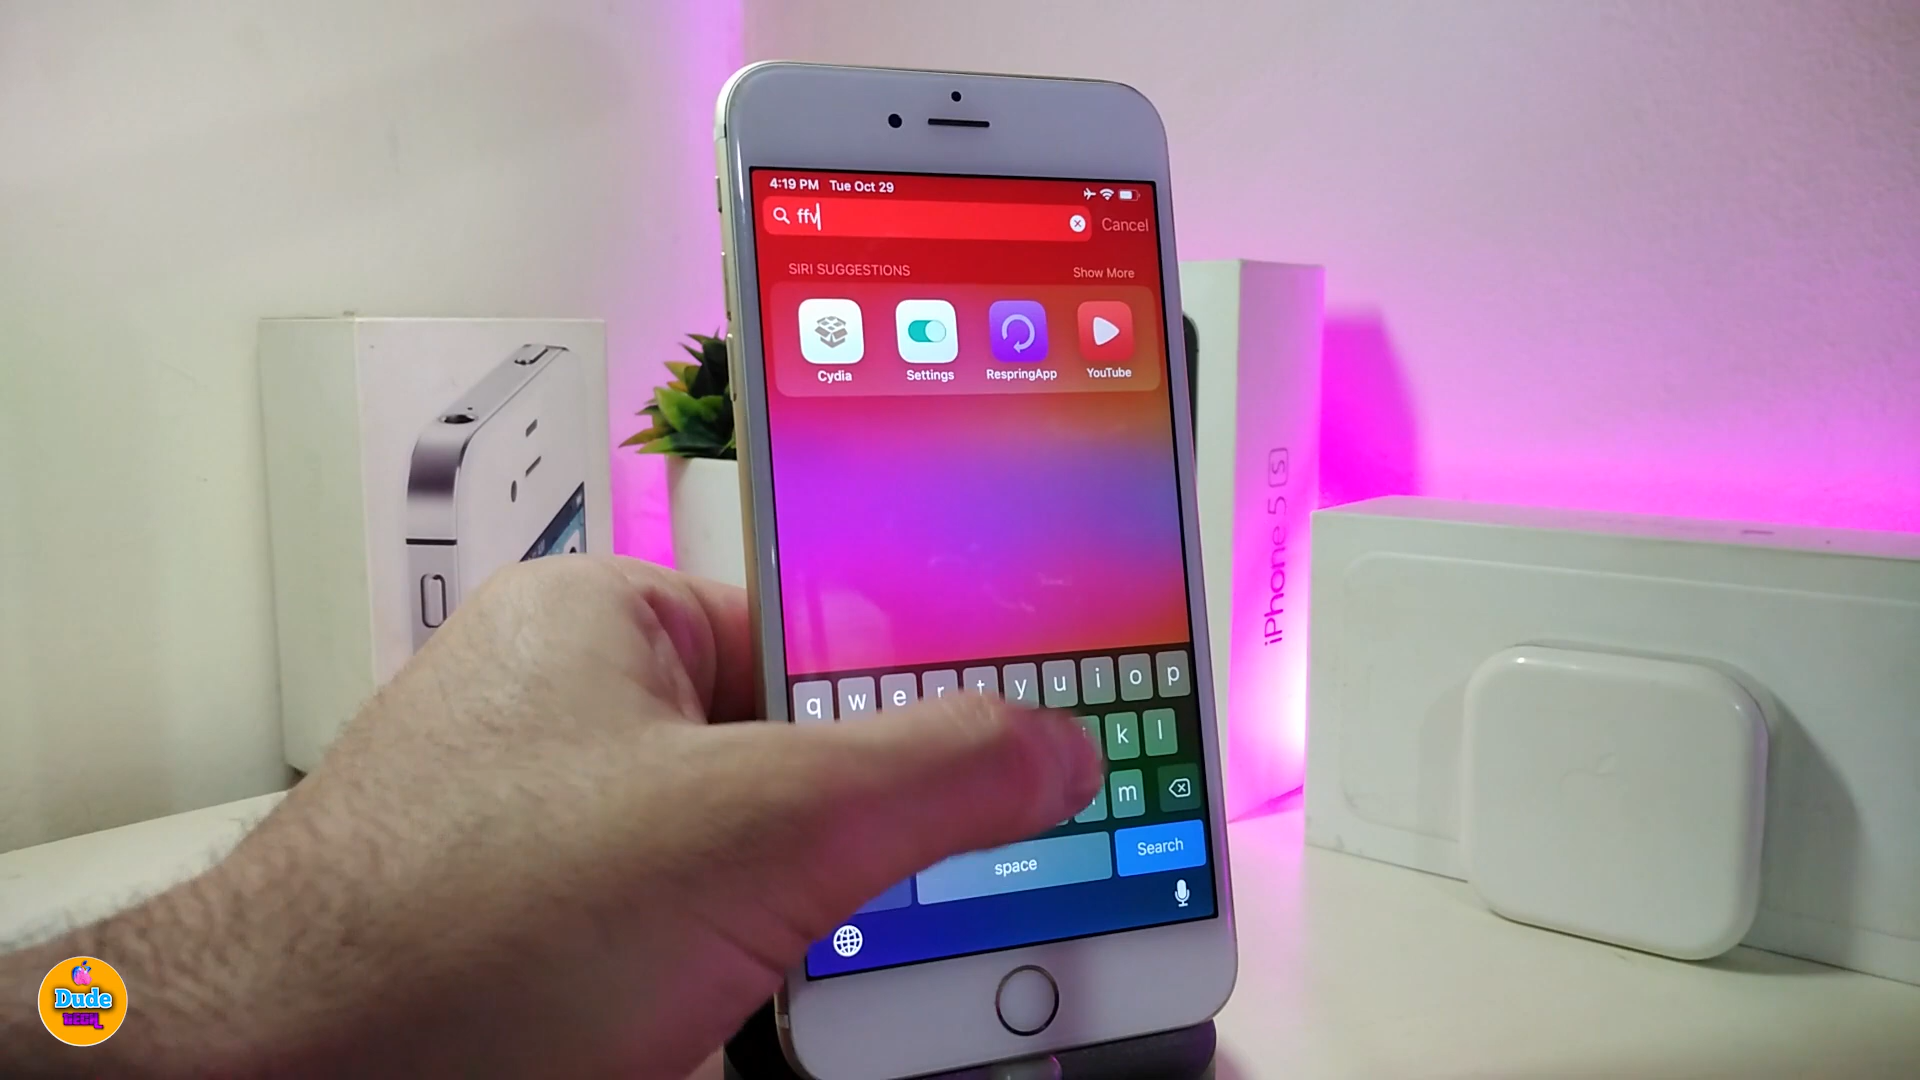 4:19 PM Tue Oct 29
ffv
Cancel
SIRI SUGGESTIONS
Show More
Cydia
Settings
RespringApp
YouTube
q w e r t y u i o p
k l
m
space
Search
iPhone 5s
Dude
TECH